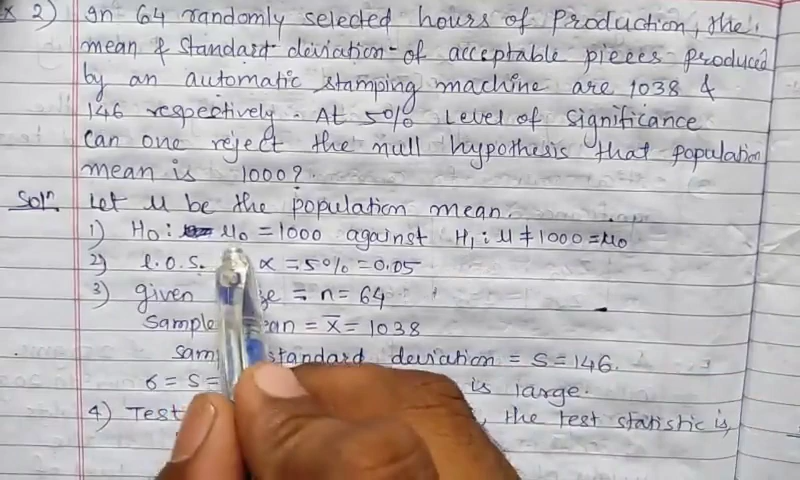 x 2) In 64 randomly selected hours of Production, the
mean & Standard deviation of acceptable pieces produced
by an automatic stamping machine are 1038 &
146 respectively. At 5% Level of Significance
Can one reject the null hypothesis that population
mean is 1000?
Soln Let μ be the population mean.
1) H0: μ0 = 1000 against H1: μ ≠ 1000 = μ0
2) l.o.s. α = 5% = 0.05
3) given = n = 64
Sample = x̄ = 1038
standard deviation = S = 146.
6 = S = is large.
4) Test , the test statistic is,